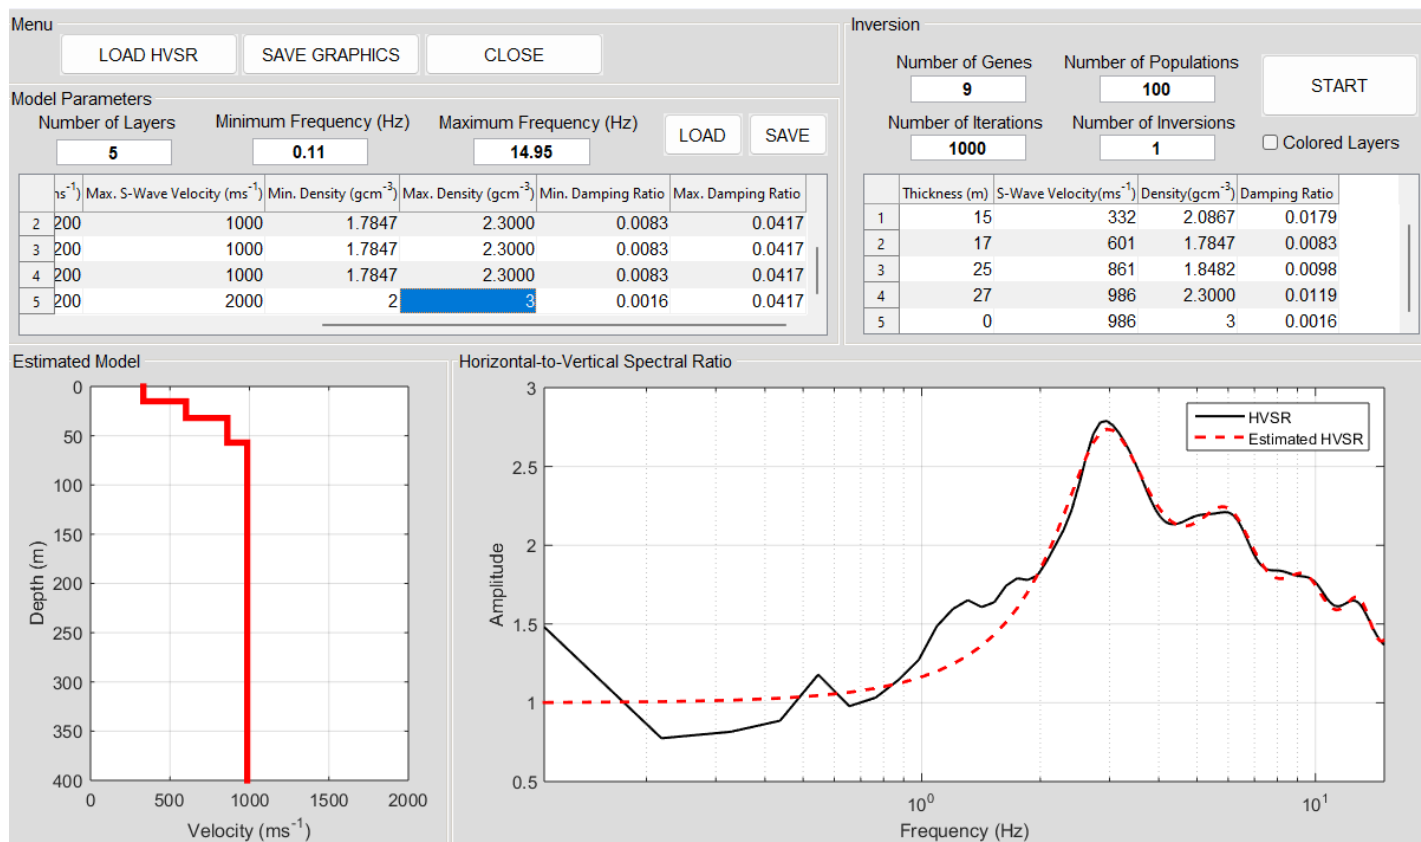 Menu
LOAD HVSR SAVE GRAPHICS CLOSE
Model Parameters
Number of Layers Minimum Frequency (Hz) Maximum Frequency (Hz)
5 0.11 14.95 LOAD SAVE
ns⁻¹) Max. S-Wave Velocity (ms⁻¹) Min. Density (gcm⁻³) Max. Density (gcm⁻³) Min. Damping Ratio Max. Damping Ratio
2 200 1000 1.7847 2.3000 0.0083 0.0417
3 200 1000 1.7847 2.3000 0.0083 0.0417
4 200 1000 1.7847 2.3000 0.0083 0.0417
5 200 2000 2 3 0.0016 0.0417
Inversion
Number of Genes Number of Populations
9 100 START
Number of Iterations Number of Inversions
1000 1 Colored Layers
Thickness (m) S-Wave Velocity(ms⁻¹) Density(gcm⁻³) Damping Ratio
1 15 332 2.0867 0.0179
2 17 601 1.7847 0.0083
3 25 861 1.8482 0.0098
4 27 986 2.3000 0.0119
5 0 986 3 0.0016
Estimated Model
0
50
100
150
200
250
300
350
400
Depth (m)
0 500 1000 1500 2000
Velocity (ms⁻¹)
Horizontal-to-Vertical Spectral Ratio
3
2.5
2
1.5
1
0.5
Amplitude
HVSR
Estimated HVSR
10⁰ 10¹
Frequency (Hz)